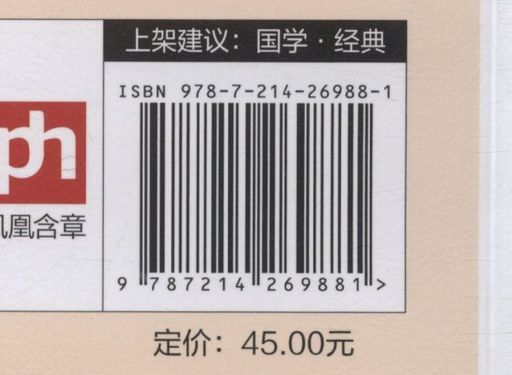 上架建议：国学·经典
ISBN 978-7-214-26988-1
ph
凤凰含章
9 787214 269881 >
定价：45.00元